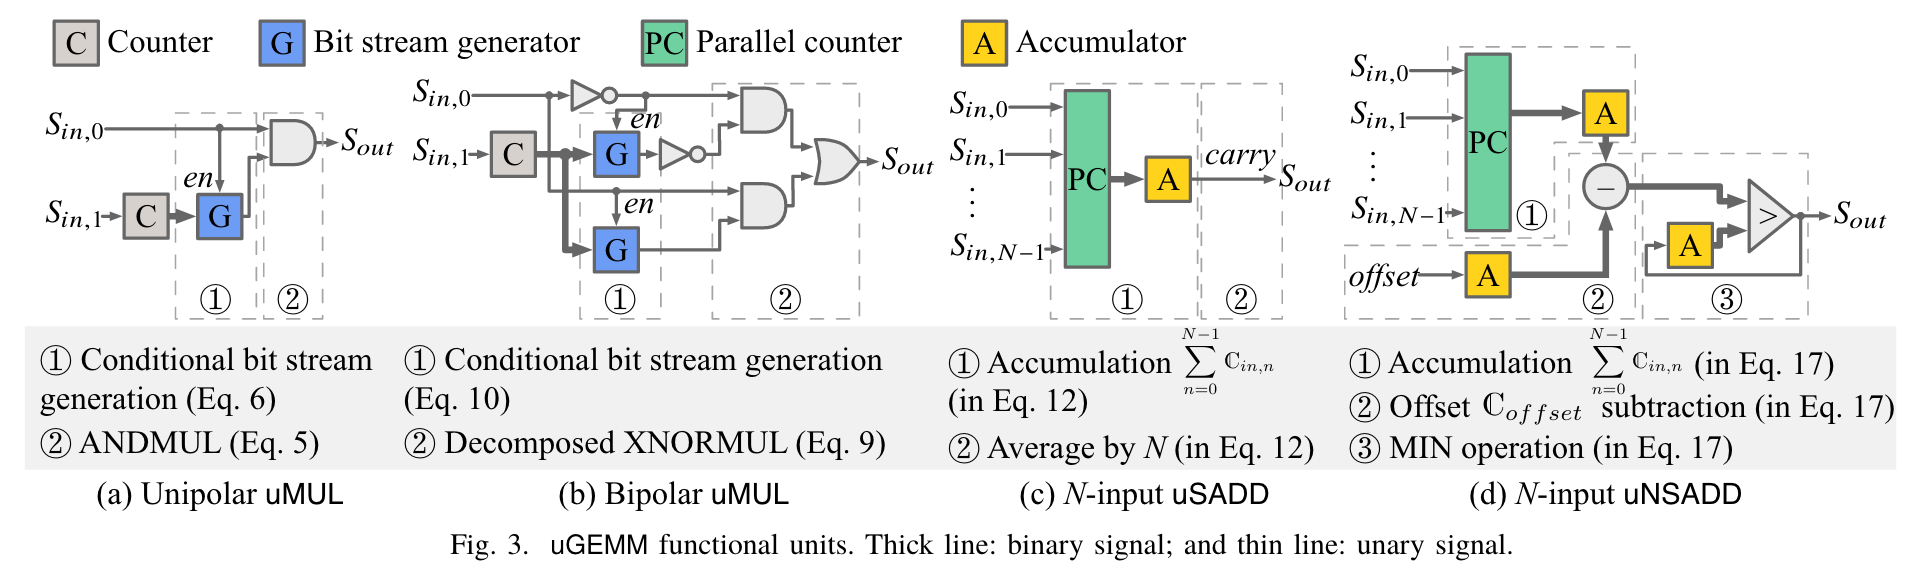 C Counter G Bit stream generator PC Parallel counter A Accumulator
S_{in,0}
S_{in,1}
en
C
G
S_{out}
①
②
S_{in,0}
S_{in,1}
C
en
G
en
G
S_{out}
①
②
S_{in,0}
S_{in,1}
⋮
S_{in,N−1}
PC
A
carry
S_{out}
①
②
S_{in,0}
S_{in,1}
⋮
S_{in,N−1}
PC
A
①
−
offset
A
②
A
>
S_{out}
③
① Conditional bit stream
generation (Eq. 6)
② ANDMUL (Eq. 5)
① Conditional bit stream generation
(Eq. 10)
② Decomposed XNORMUL (Eq. 9)
① Accumulation \sum_{n=0}^{N-1} ℂ_{in,n}
(in Eq. 12)
② Average by N (in Eq. 12)
① Accumulation \sum_{n=0}^{N-1} ℂ_{in,n} (in Eq. 17)
② Offset ℂ_{offset} subtraction (in Eq. 17)
③ MIN operation (in Eq. 17)
(a) Unipolar uMUL
(b) Bipolar uMUL
(c) N-input uSADD
(d) N-input uNSADD
Fig. 3. uGEMM functional units. Thick line: binary signal; and thin line: unary signal.